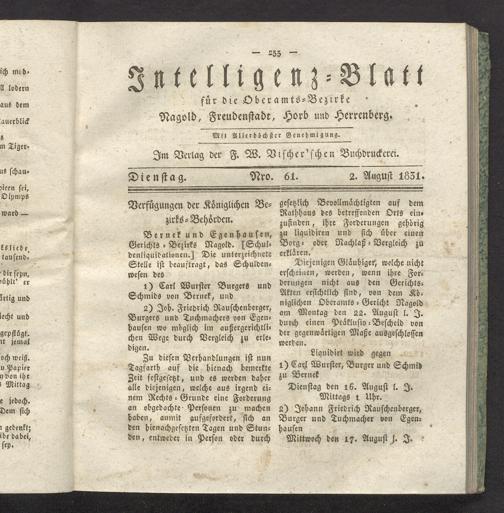 — 255 —
Intelligenz-Blatt
für die Oberamts-Bezirke
Nagold, Freudenstadt, Horb und Herrenberg.
Mit Allerhöchster Genehmigung.
Im Verlag der F. W. Vischer'schen Buchdruckerei.
Dienstag. Nro. 61. 2. August 1831.
Verfügungen der Königlichen Be-
zirks-Behörden.
Berneck und Egenhausen,
Gerichts-Bezirks Nagold. [Schul-
denliquidationen.] Die unterzeichnete
Stelle ist beauftragt, das Schulden-
wesen des
1) Carl Wurster Burgers und
Schmids von Berneck, und
2) Joh. Friedrich Rauschenberger,
Burgers und Tuchmachers von Egen-
hausen wo möglich im außergerichtli-
chen Wege durch Vergleich zu erle-
digen.
Zu diesen Verhandlungen ist nun
Tagfarth auf die hienach bemerkte
Zeit festgesetzt, und es werden daher
alle diejenigen, welche aus irgend ei-
nem Rechts-Grunde eine Forderung
an obgedachte Personen zu machen
haben, anmit aufgefordert, sich an
den hienachgesetzten Tagen und Stun-
den, entweder in Person oder durch
gesetzlich Bevollmächtigten auf dem
Rathhaus des betreffenden Orts ein-
zufinden, ihre Forderungen gehörig
zu liquidiren und sich über einen
Borg- oder Nachlaß-Vergleich zu
erklären.
Diejenigen Gläubiger, welche nicht
erscheinen, werden, wenn ihre For-
derungen nicht aus den Gerichts-
Akten ersichtlich sind, von dem Kö-
niglichen Oberamts-Gericht Nagold
am Montag den 22. August l. J.
durch einen Präklusiv-Bescheid von
der gegenwärtigen Masse ausgeschlossen
werden.
Liquidirt wird gegen
1) Carl Wurster, Burger und Schmid
zu Berneck
Dienstag den 16. August l. J.
Mittags 1 Uhr.
2) Johann Friedrich Rauschenberger,
Burger und Tuchmacher von Egen-
hausen
Mittwoch den 17. August l. J.